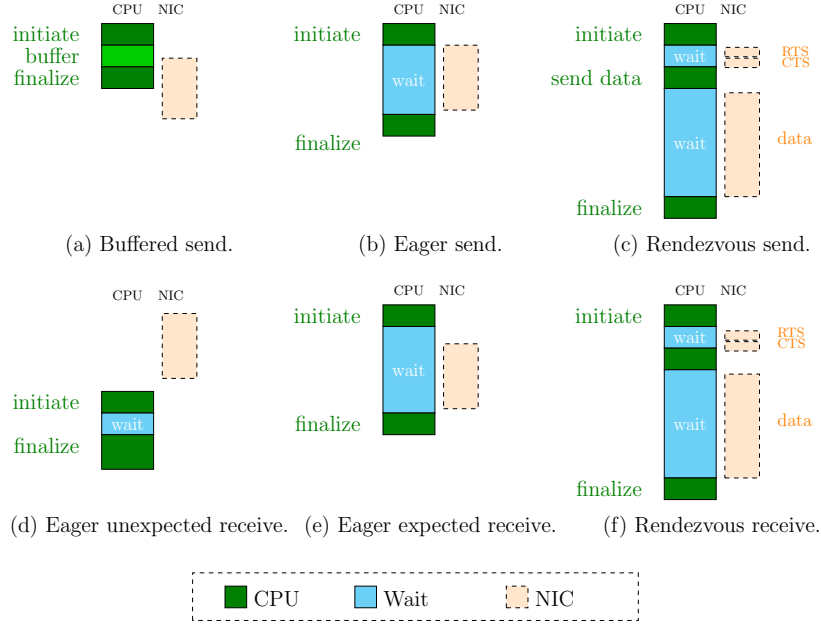 CPU NIC
initiate
buffer
finalize
(a) Buffered send.
CPU NIC
initiate
wait
finalize
(b) Eager send.
CPU NIC
initiate
wait
RTS
CTS
send data
wait
data
finalize
(c) Rendezvous send.
CPU NIC
initiate
wait
finalize
(d) Eager unexpected receive.
CPU NIC
initiate
wait
finalize
(e) Eager expected receive.
CPU NIC
initiate
wait
RTS
CTS
wait
data
finalize
(f) Rendezvous receive.
CPU Wait NIC